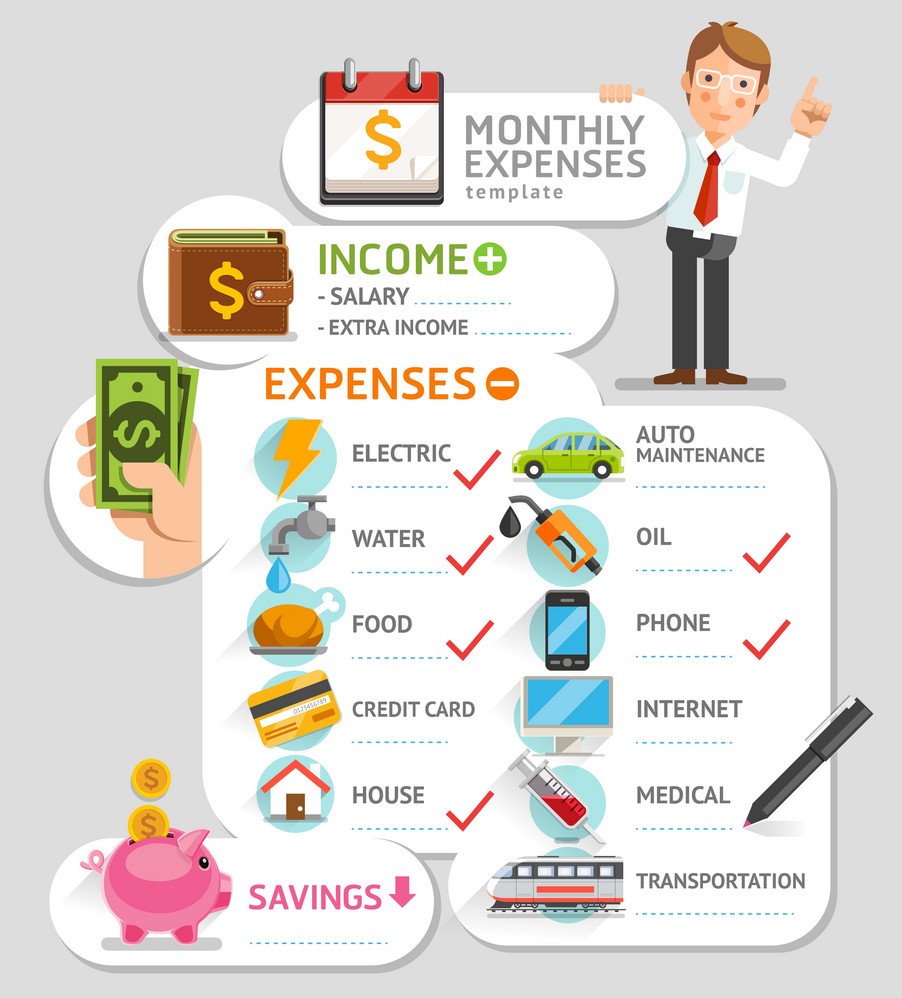 $
MONTHLY
EXPENSES
template
$
INCOME
- SALARY
- EXTRA INCOME
$
EXPENSES
ELECTRIC
WATER
FOOD
0123456789
CREDIT CARD
HOUSE
AUTO
MAINTENANCE
OIL
PHONE
INTERNET
MEDICAL
TRANSPORTATION
$
$
SAVINGS